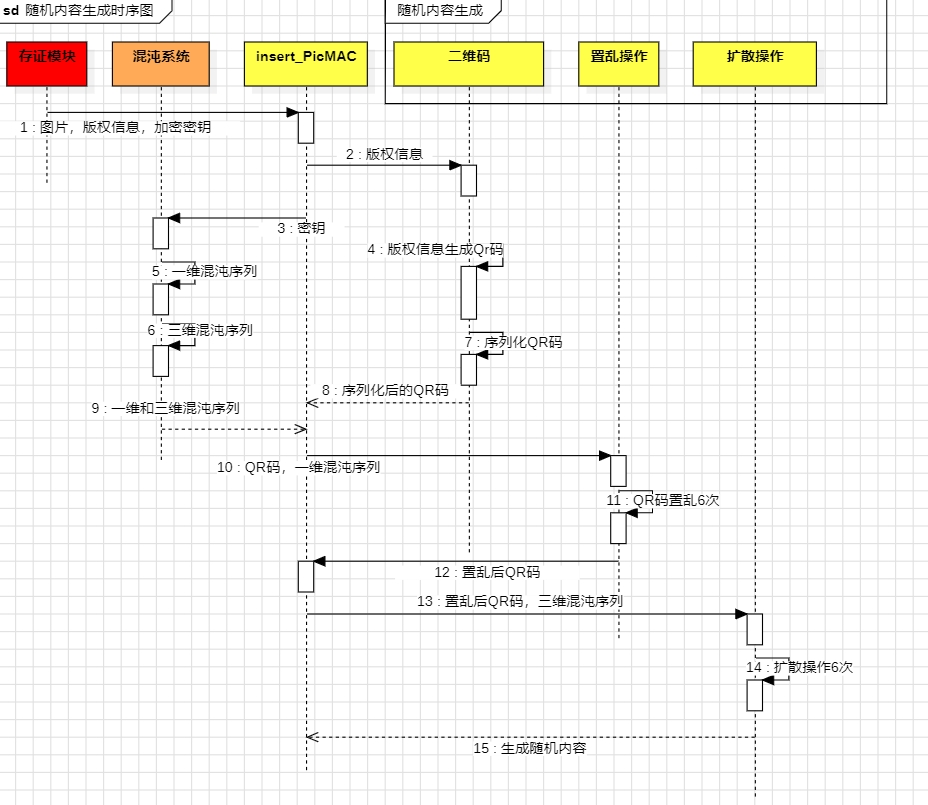 sd 随机内容生成时序图
随机内容生成
存证模块
混沌系统
insert_PicMAC
二维码
置乱操作
扩散操作
1 : 图片，版权信息，加密密钥
2 : 版权信息
3 : 密钥
4 : 版权信息生成Qr码
5 : 一维混沌序列
6 : 三维混沌序列
7 : 序列化QR码
8 : 序列化后的QR码
9 : 一维和三维混沌序列
10 : QR码，一维混沌序列
11 : QR码置乱6次
12 : 置乱后QR码
13 : 置乱后QR码，三维混沌序列
14 : 扩散操作6次
15 : 生成随机内容